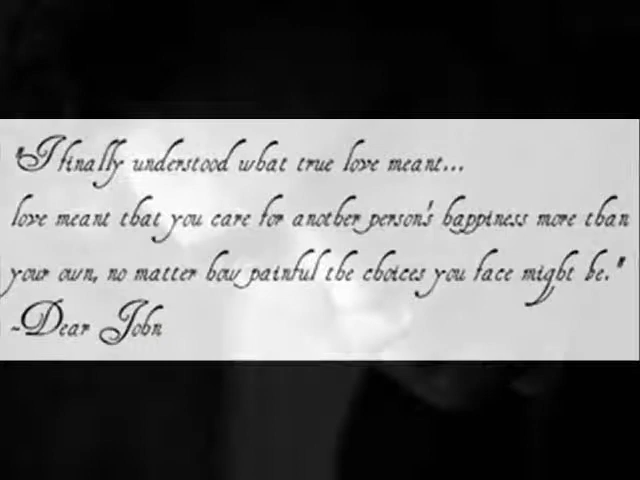 "I finally understood what true love meant...
love meant that you care for another person's happiness more than
your own, no matter how painful the choices you face might be."
-Dear John